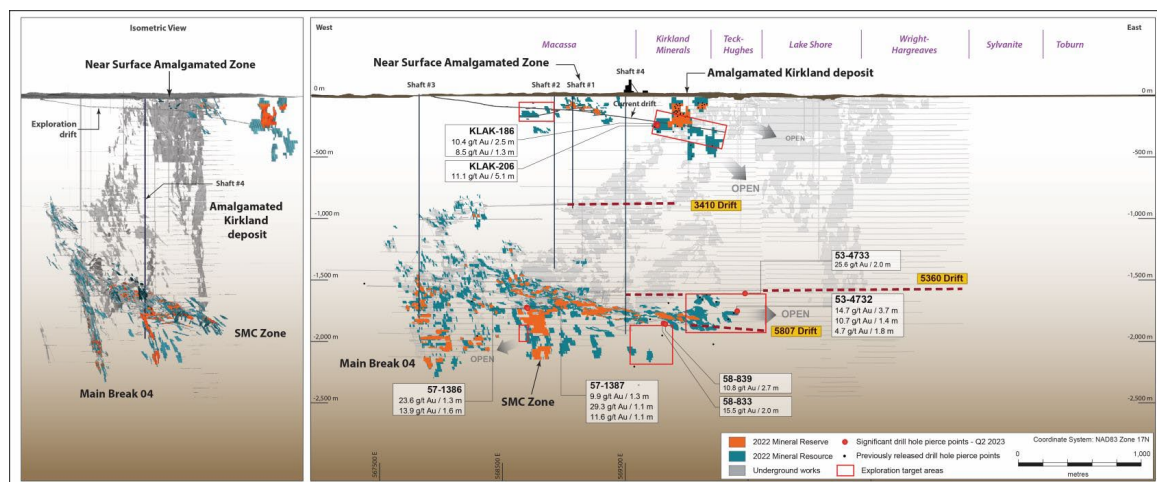 Isometric View
Near Surface Amalgamated Zone
Exploration
drift
Shaft #4
Amalgamated
Kirkland
deposit
SMC Zone
Main Break 04
West
East
Macassa
Kirkland
Minerals
Teck-
Hughes
Lake Shore
Wright-
Hargreaves
Sylvanite
Toburn
Near Surface Amalgamated Zone
Amalgamated Kirkland deposit
Shaft #3
Shaft #2
Shaft #1
Shaft #4
Current drift
0 m
0 m
-500 m
-500 m
-1,000 m
-1,000 m
-1,500 m
-1,500 m
-2,000 m
-2,000 m
-2,500 m
-2,500 m
KLAK-186
10.4 g/t Au / 2.5 m
8.5 g/t Au / 1.3 m
KLAK-206
11.1 g/t Au / 5.1 m
OPEN
OPEN
3410 Drift
53-4733
25.6 g/t Au / 2.0 m
5360 Drift
53-4732
14.7 g/t Au / 3.7 m
10.7 g/t Au / 1.4 m
4.7 g/t Au / 1.8 m
OPEN
5807 Drift
Main Break 04
OPEN
57-1386
23.6 g/t Au / 1.3 m
13.9 g/t Au / 1.6 m
SMC Zone
57-1387
9.9 g/t Au / 1.3 m
29.3 g/t Au / 1.1 m
11.6 g/t Au / 1.1 m
58-839
10.8 g/t Au / 2.7 m
58-833
15.5 g/t Au / 2.0 m
567500 E
568500 E
569500 E
2022 Mineral Reserve
2022 Mineral Resource
Underground works
Significant drill hole pierce points - Q2 2023
Previously released drill hole pierce points
Exploration target areas
Coordinate System: NAD83 Zone 17N
0
1,000
metres